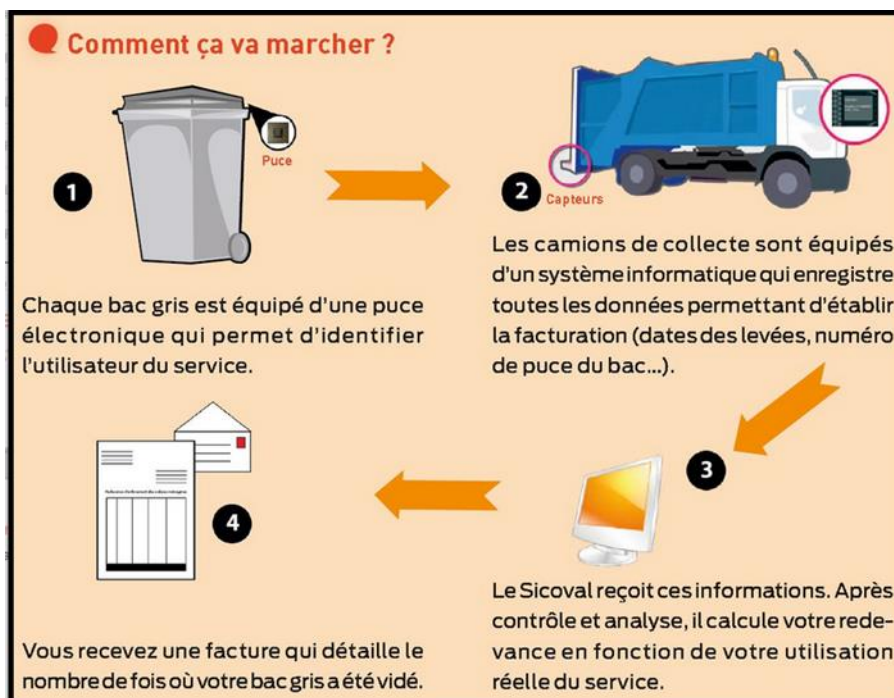 Comment ça va marcher ?
Puce
1
Chaque bac gris est équipé d'une puce
électronique qui permet d'identifier
l'utilisateur du service.
2
Capteurs
Les camions de collecte sont équipés
d'un système informatique qui enregistre
toutes les données permettant d'établir
la facturation (dates des levées, numéro
de puce du bac...).
3
Le Sicoval reçoit ces informations. Après
contrôle et analyse, il calcule votre rede-
vance en fonction de votre utilisation
réelle du service.
4
Vous recevez une facture qui détaille le
nombre de fois où votre bac gris a été vidé.